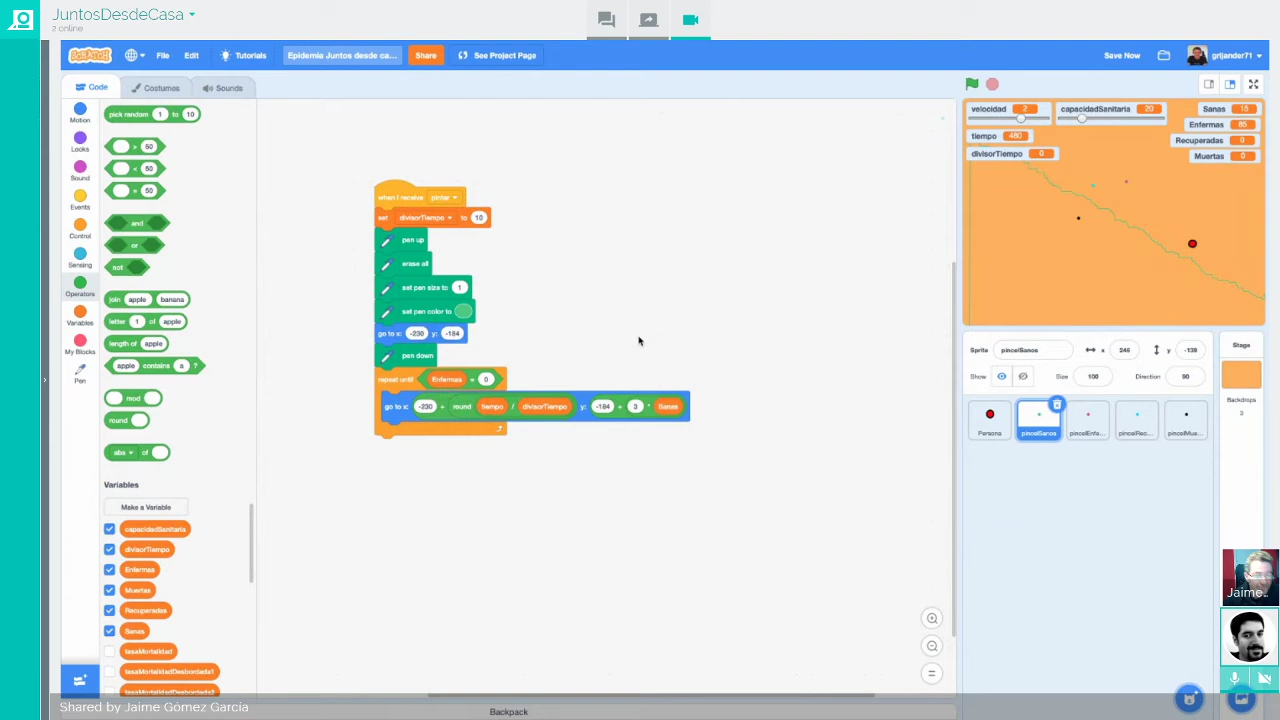 JuntosDesdeCasa
2 online
SCRATCH
File
Edit
Tutorials
Epidemia Juntos desde ca...
Share
See Project Page
Save Now
grijander71
Code
Costumes
Sounds
Motion
Looks
Sound
Events
Control
Sensing
Operators
Variables
My Blocks
Pen
pick random 1 to 10
> 50
< 50
= 50
and
or
not
join apple banana
letter 1 of apple
length of apple
apple contains a ?
mod
round
abs of
Variables
Make a Variable
capacidadSanitaria
divisorTiempo
Enfermas
Muertas
Recuperadas
Sanas
tasaMortalidad
tasaMortalidadDesbordada1
tasaMortalidadDesbordada2
when I receive pintar
set divisorTiempo to 10
pen up
erase all
set pen size to 1
set pen color to
go to x: -230 y: -184
pen down
repeat until Enfermas = 0
go to x: -230 + round tiempo / divisorTiempo y: -184 + 3 * Sanas
velocidad 2
capacidadSanitaria 20
Sanas 15
Enfermas 85
tiempo 480
Recuperadas 0
divisorTiempo 0
Muertas 0
Sprite pincelSanos x 246 y -139
Show Size 100 Direction 90
Persona
pincelSanos
pincelEnfe...
pincelRec...
pincelMue...
Stage
Backdrops
3
Jaime...
Shared by Jaime Gómez García
Backpack